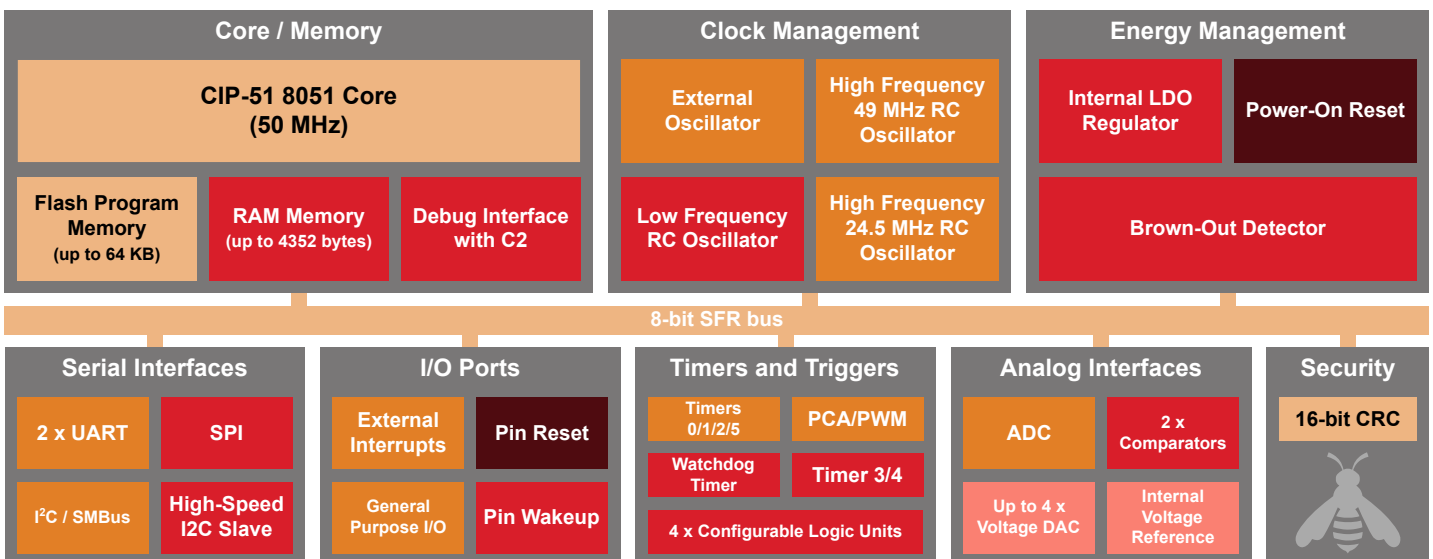 Core / Memory
CIP-51 8051 Core
(50 MHz)
Flash Program
Memory
(up to 64 KB)
RAM Memory
(up to 4352 bytes)
Debug Interface
with C2
Clock Management
External
Oscillator
High Frequency
49 MHz RC
Oscillator
Low Frequency
RC Oscillator
High Frequency
24.5 MHz RC
Oscillator
Energy Management
Internal LDO
Regulator
Power-On Reset
Brown-Out Detector
8-bit SFR bus
Serial Interfaces
2 x UART
SPI
I²C / SMBus
High-Speed
I2C Slave
I/O Ports
External
Interrupts
Pin Reset
General
Purpose I/O
Pin Wakeup
Timers and Triggers
Timers
0/1/2/5
PCA/PWM
Watchdog
Timer
Timer 3/4
4 x Configurable Logic Units
Analog Interfaces
ADC
2 x
Comparators
Up to 4 x
Voltage DAC
Internal
Voltage
Reference
Security
16-bit CRC